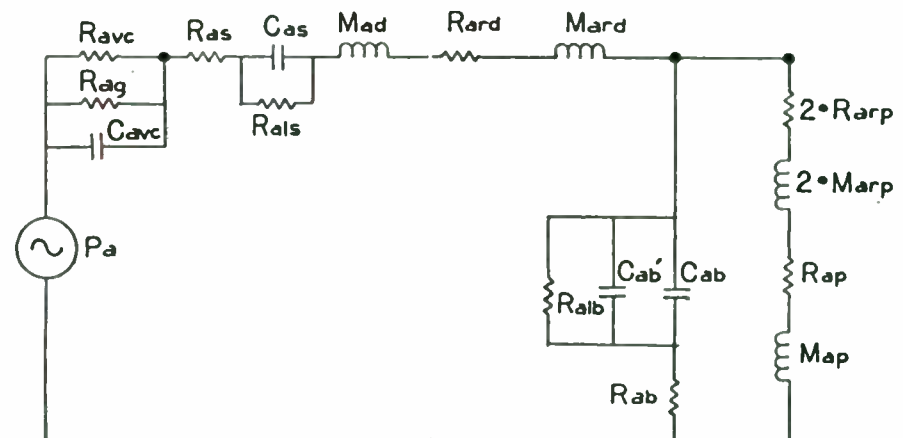 Ravc
Ras
Cas
Mad
Rard
Mard
Rag
Cavc
Rals
2•Rarp
2•Marp
Pa
Ralb
Cab′
Cab
Rap
Map
Rab